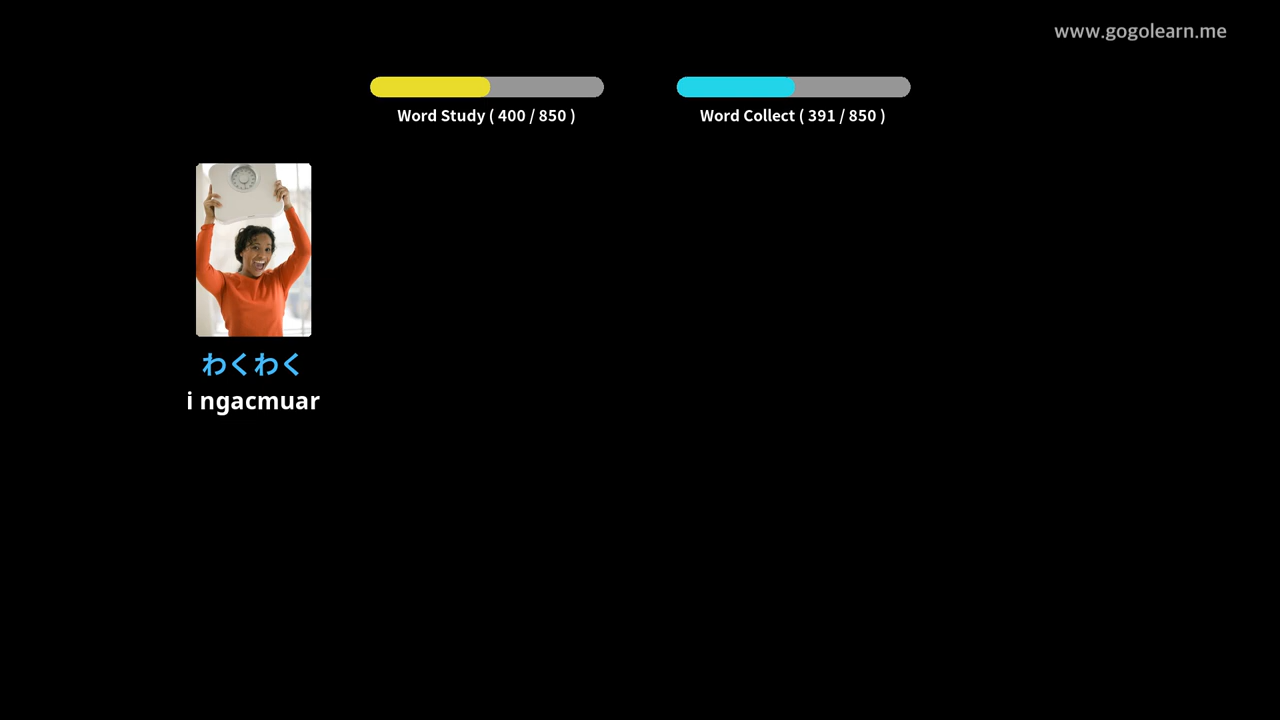 www.gogolearn.me
Word Study ( 400 / 850 )
Word Collect ( 391 / 850 )
わくわく
i ngacmuar